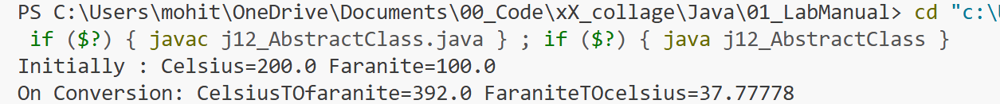 PS C:\Users\mohit\OneDrive\Documents\00_Code\xX_collage\Java\01_LabManual> cd "c:\
if ($?) { javac j12_AbstractClass.java } ; if ($?) { java j12_AbstractClass }
Initially : Celsius=200.0 Faranite=100.0
On Conversion: CelsiusTOfaranite=392.0 FaraniteTOcelsius=37.77778